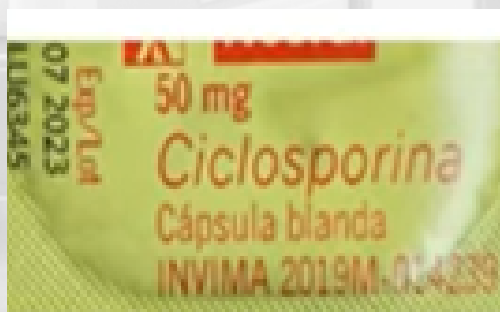 50 mg
Ciclosporina
Cápsula blanda
INVIMA 2019M-
Exp/Lot
07 2023